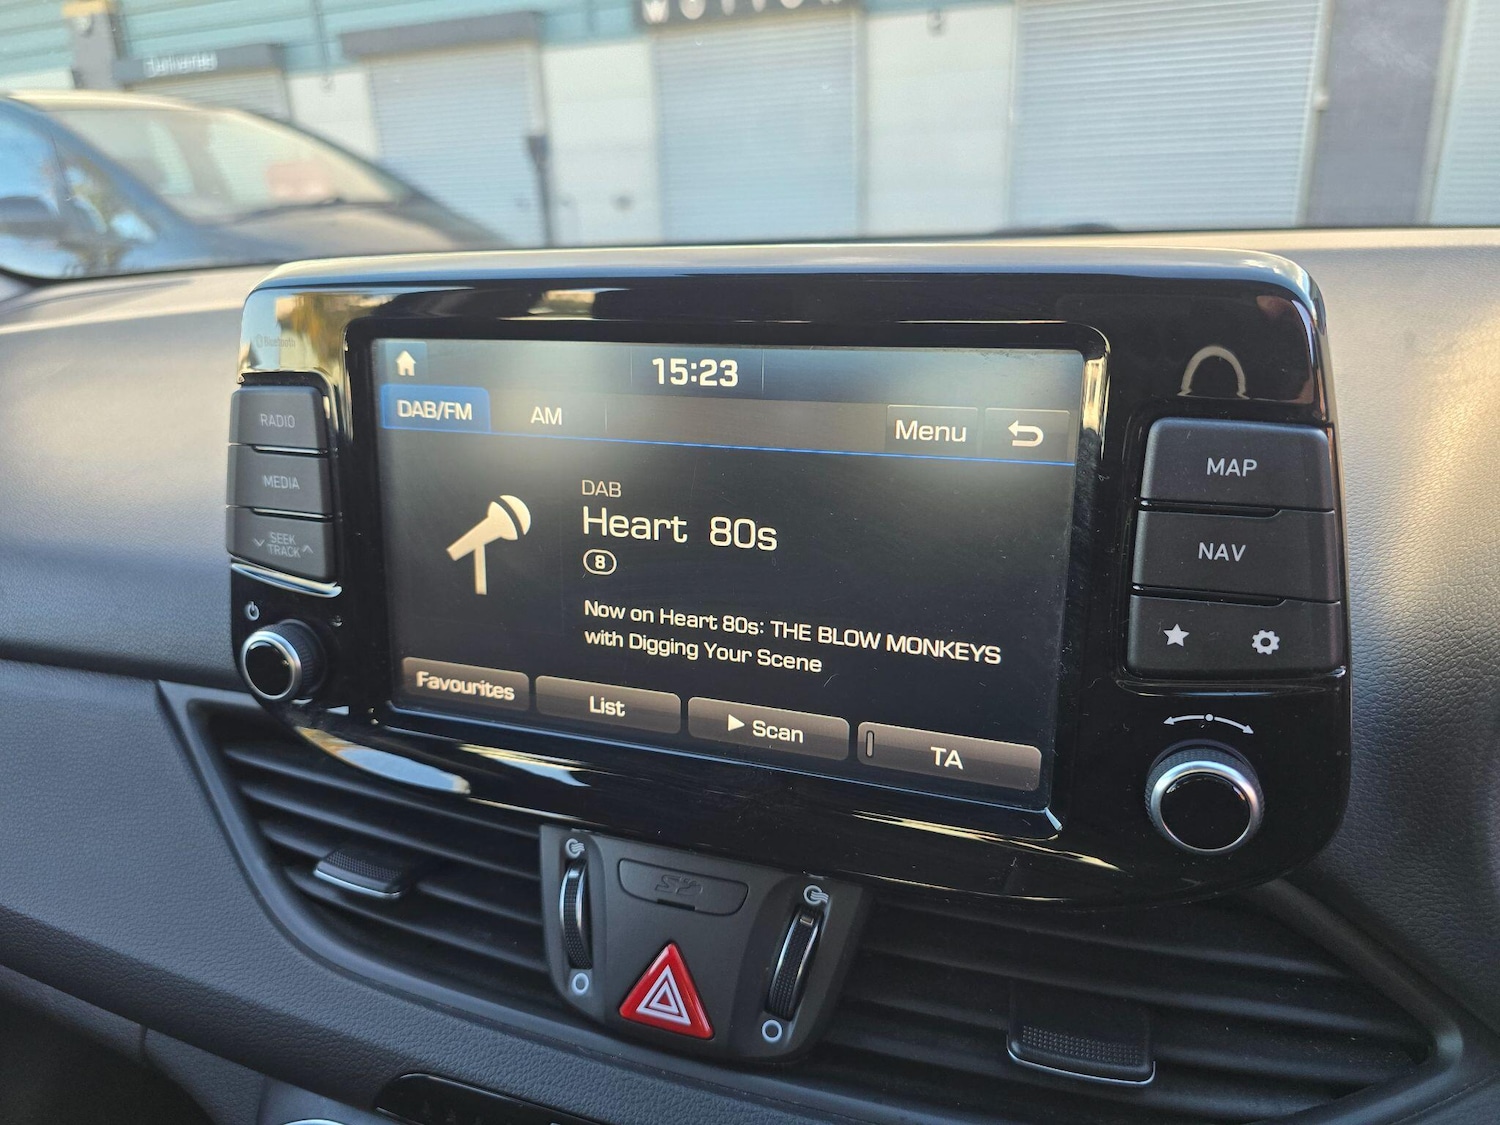 Bluetooth
RADIO
MEDIA
SEEK
TRACK
15:23
DAB/FM
AM
Menu
DAB
Heart 80s
8
Now on Heart 80s: THE BLOW MONKEYS
with Digging Your Scene
Favourites
List
Scan
TA
MAP
NAV